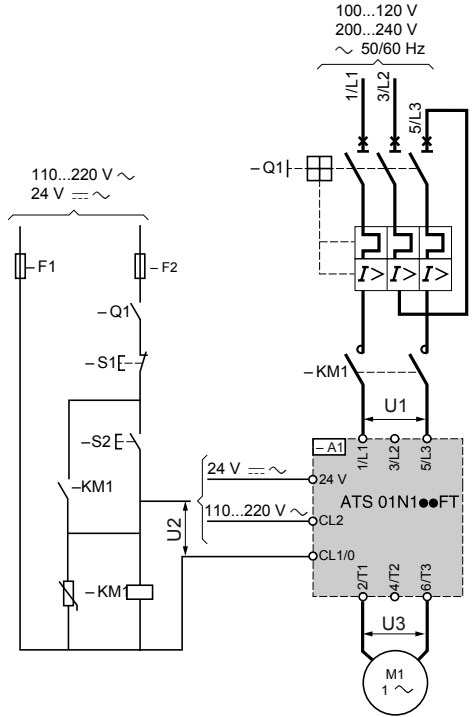 100...120 V
200...240 V
∼ 50/60 Hz
1/L1
3/L2
5/L3
– Q1
I >
I >
I >
110...220 V ∼
24 V ⎓ ∼
– F1
– F2
– Q1
– S1
– S2
– KM1
– KM1
– KM1
U1
U2
– A1
1/L1
3/L2
5/L3
24 V ⎓ ∼
24 V
ATS 01N1●●FT
110...220 V ∼
CL2
CL1/0
2/T1
4/T2
6/T3
U3
M1
1 ∼